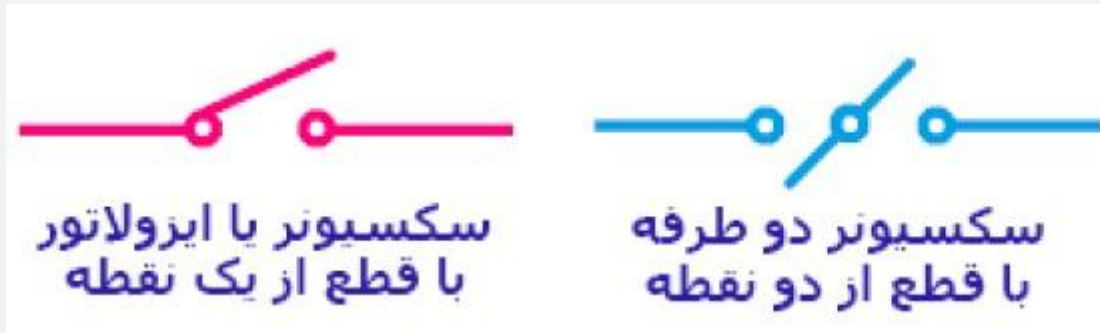 سکسیونر یا ایزولاتور
با قطع از یک نقطه
سکسیونر دو طرفه
با قطع از دو نقطه